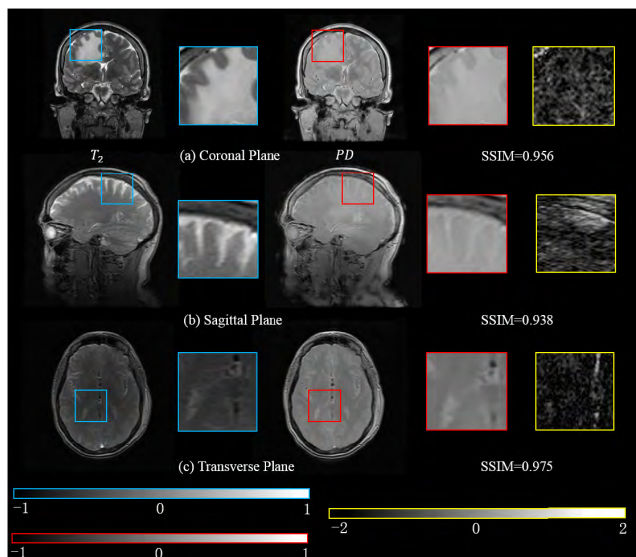 T₂ (a) Coronal Plane PD SSIM=0.956
(b) Sagittal Plane SSIM=0.938
(c) Transverse Plane SSIM=0.975
-1 0 1
-2 0 2
-1 0 1